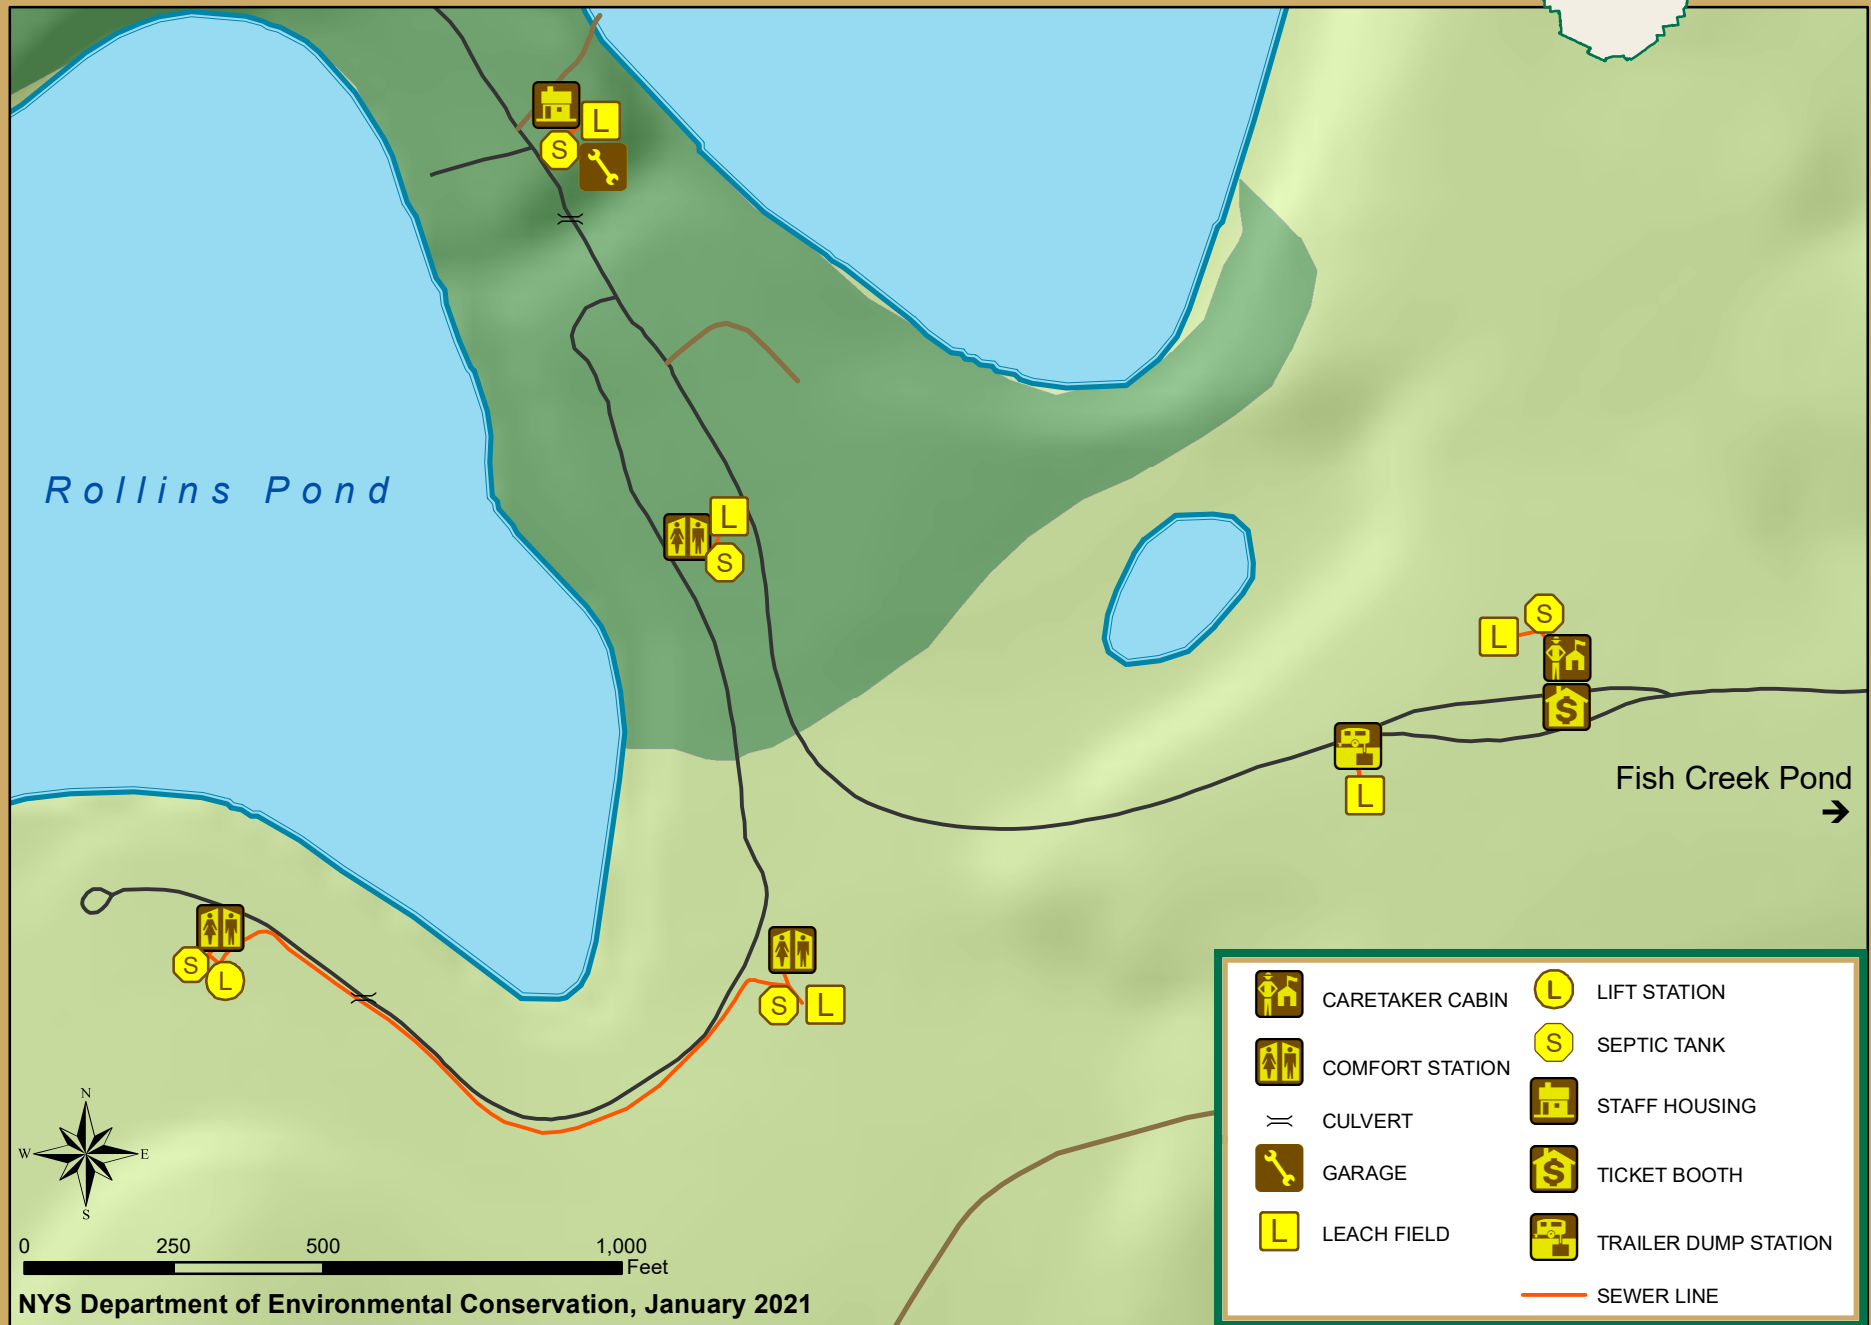 L
S
Rollins Pond
L
S
S
L
Fish Creek Pond
L
S
L
S
L
CARETAKER CABIN
COMFORT STATION
CULVERT
GARAGE
L LEACH FIELD
L LIFT STATION
S SEPTIC TANK
STAFF HOUSING
$ TICKET BOOTH
TRAILER DUMP STATION
SEWER LINE
N
W E
S
0 250 500 1,000
Feet
NYS Department of Environmental Conservation, January 2021